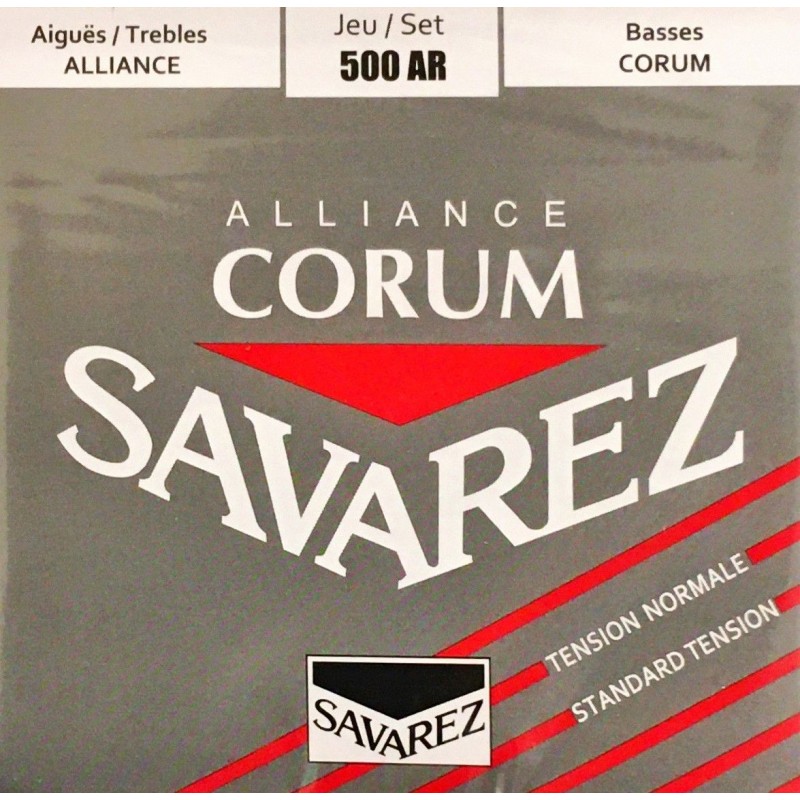 Aiguës / Trebles
ALLIANCE
Jeu / Set
500 AR
Basses
CORUM
ALLIANCE
CORUM
SAVAREZ
TENSION NORMALE
STANDARD TENSION
SAVAREZ